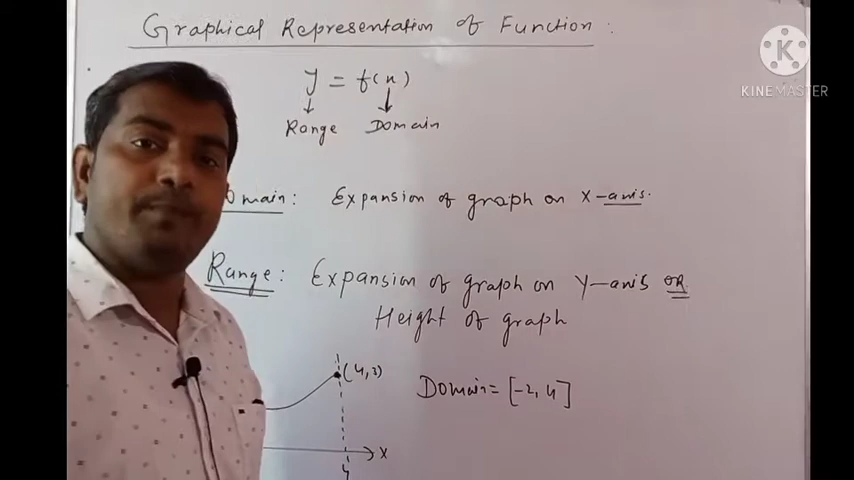 Graphical Representation of Function :
y = f(x)
Range Domain
KINEMASTER
omain: Expansion of graph on X-axis.
Range: Expansion of graph on Y-axis OR
Height of graph
(4,3)
Domain= [-2, 4]
X
4